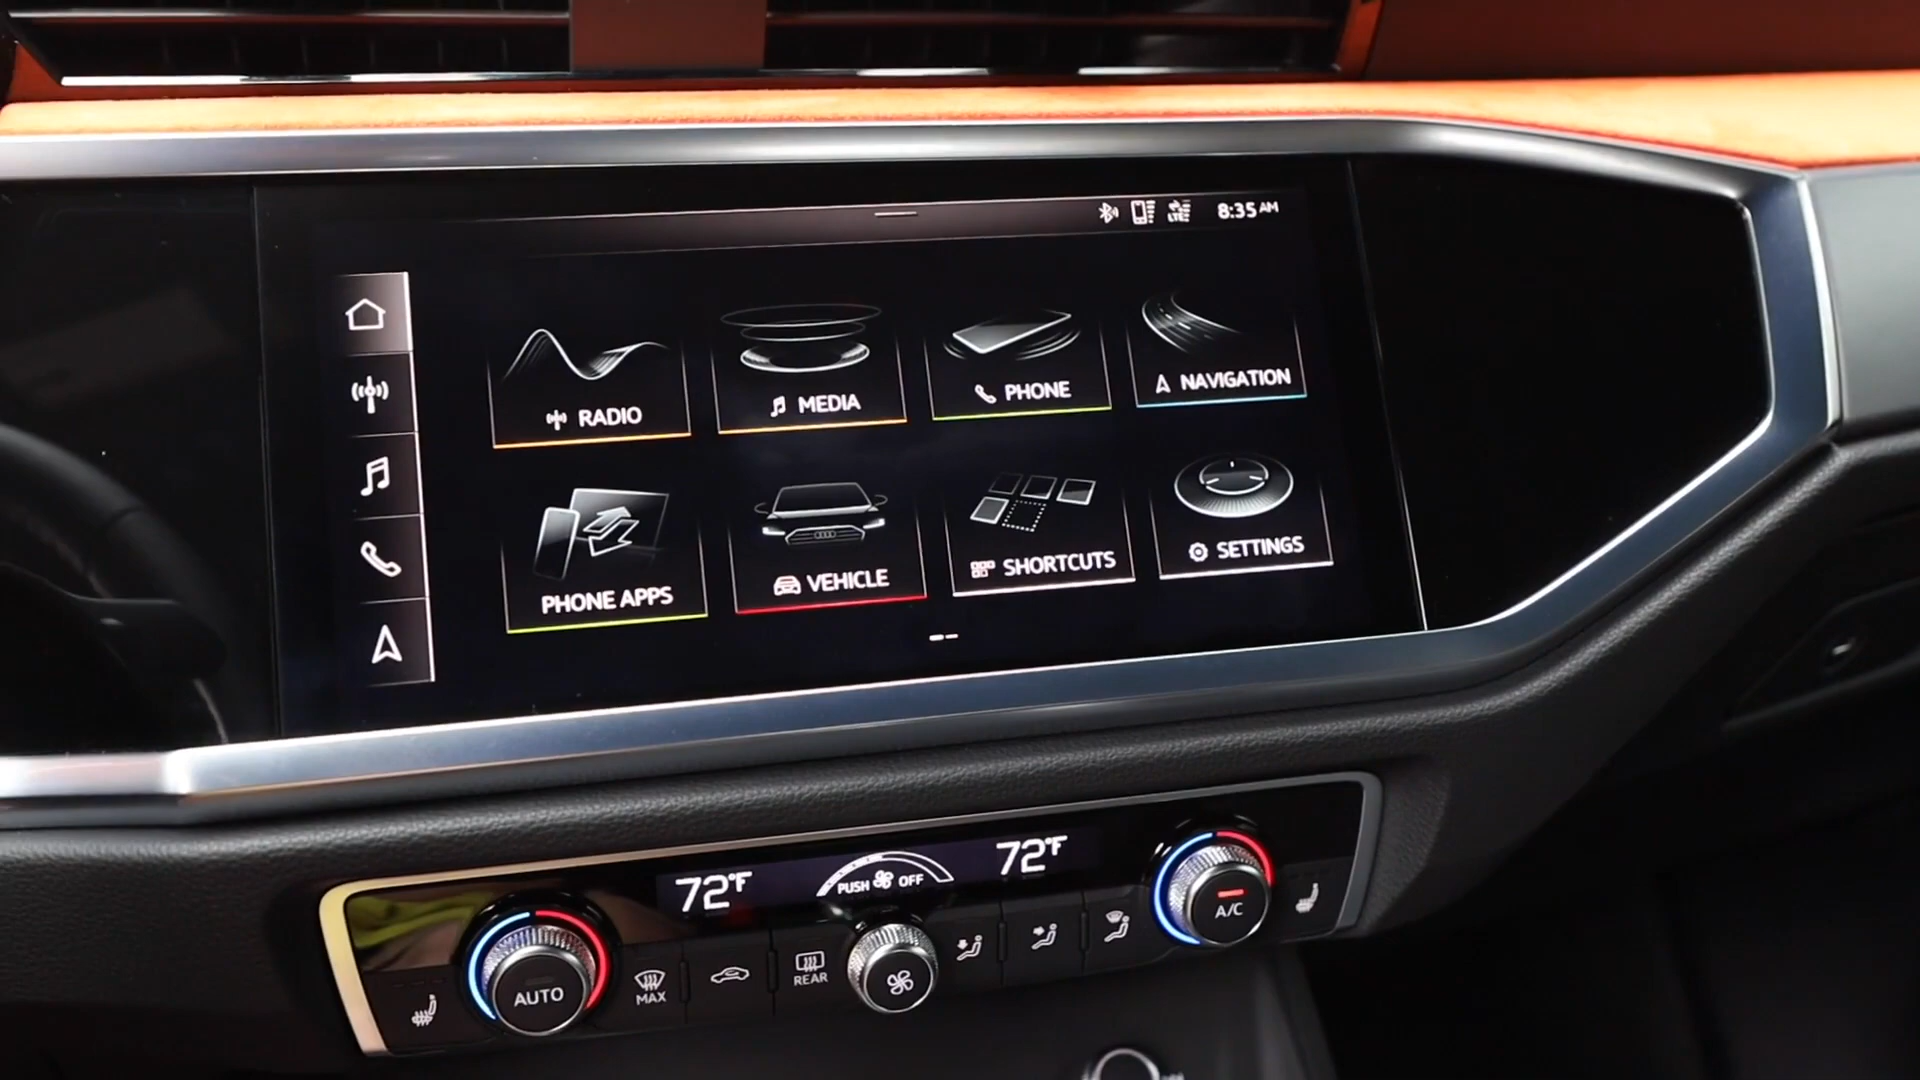 LTE 8:35 AM
RADIO
MEDIA
PHONE
NAVIGATION
PHONE APPS
VEHICLE
SHORTCUTS
SETTINGS
72°F
PUSH OFF
72°F
AUTO
MAX
REAR
A/C